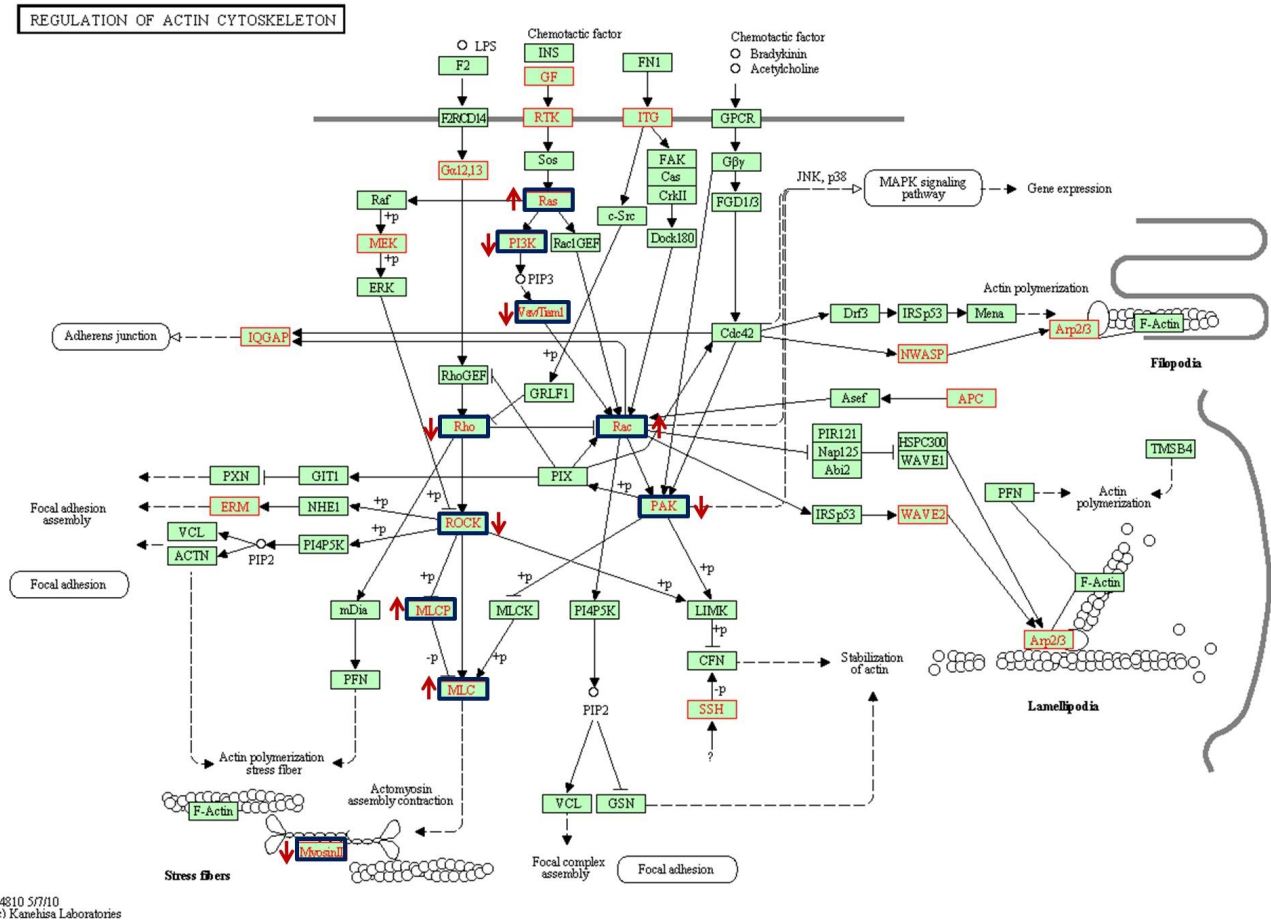 REGULATION OF ACTIN CYTOSKELETON
Chemotactic factor
Chemotactic factor
LPS
INS
Bradykinin
F2
GF
FN1
Acetylcholine
F2RCD14
RTK
ITG
GPCR
Gα12,13
Sos
FAK
Gβγ
Cas
JNK, p38
MAPK signaling
pathway
Gene expression
Raf
Ras
CrkII
FGD1/3
c-Src
+p
MEK
PI3K
Rac1GEF
Dock180
+p
ERK
PIP3
Actin polymerization
Vav/Tiam1
Drf3
IRSp53
Mena
Arp2/3
F-Actin
Adherens junction
IQGAP
Cdc42
NWASP
Filopodia
+p
RhoGEF
GRLF1
Asef
APC
Rho
Rac
PIR121
Nap125
Abi2
HSPC300
WAVE1
TMSB4
PXN
GIT1
PIX
+p
PFN
Actin
polymerization
Focal adhesion
assembly
ERM
NHE1
+p
+p
PAK
IRSp53
WAVE2
ROCK
VCL
ACTN
PIP2
PI4P5K
+p
Focal adhesion
+p
+p
+p
+p
F-Actin
mDia
MLCP
MLCK
PI4P5K
LIMK
+p
Arp2/3
-p
+p
CFN
Stabilization
of actin
PFN
MLC
-p
SSH
PIP2
Lamellipodia
?
Actin polymerization
stress fiber
Actomyosin
assembly contraction
F-Actin
VCL
GSN
MyosinII
Stress fibers
Focal complex
assembly
Focal adhesion
4810 5/7/10
c) Kanehisa Laboratories